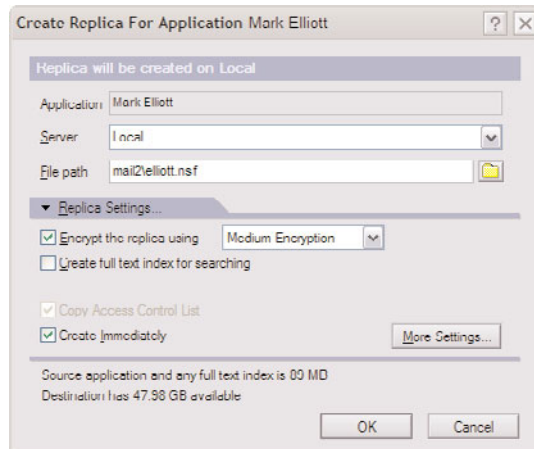 Create Replica For Application Mark Elliott
Replica will be created on Local
Application Mark Elliott
Server Local
File path mail2\elliott.nsf
Replica Settings...
Encrypt the replica using Medium Encryption
Create full text index for searching
Copy Access Control List
Create Immediately More Settings...
Source application and any full text index is 89 MB
Destination has 47.98 GB available
OK Cancel